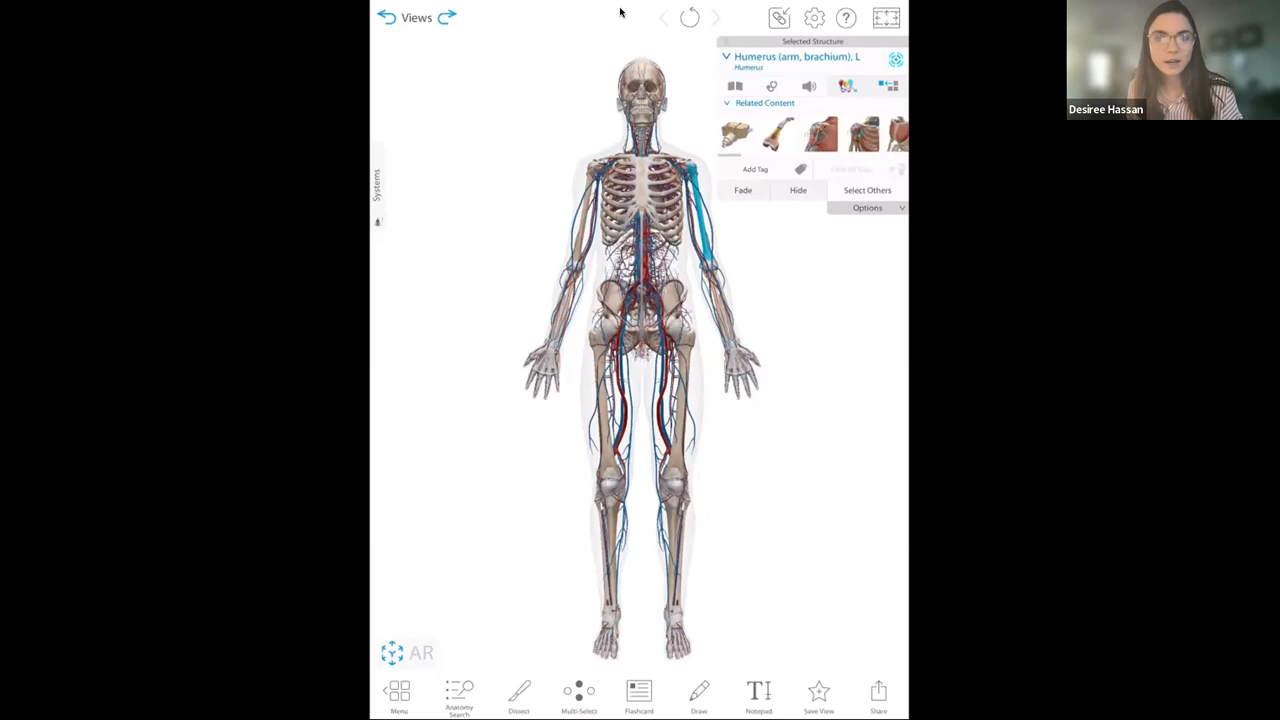 Views
Selected Structure
Humerus (arm, brachium), L
Humerus
Related Content
Add Tag
Fade
Hide
Select Others
Options
Systems
Desiree Hassan
AR
Menu
Anatomy
Search
Dissect
Multi-Select
Flashcard
Draw
Notepad
Save View
Share